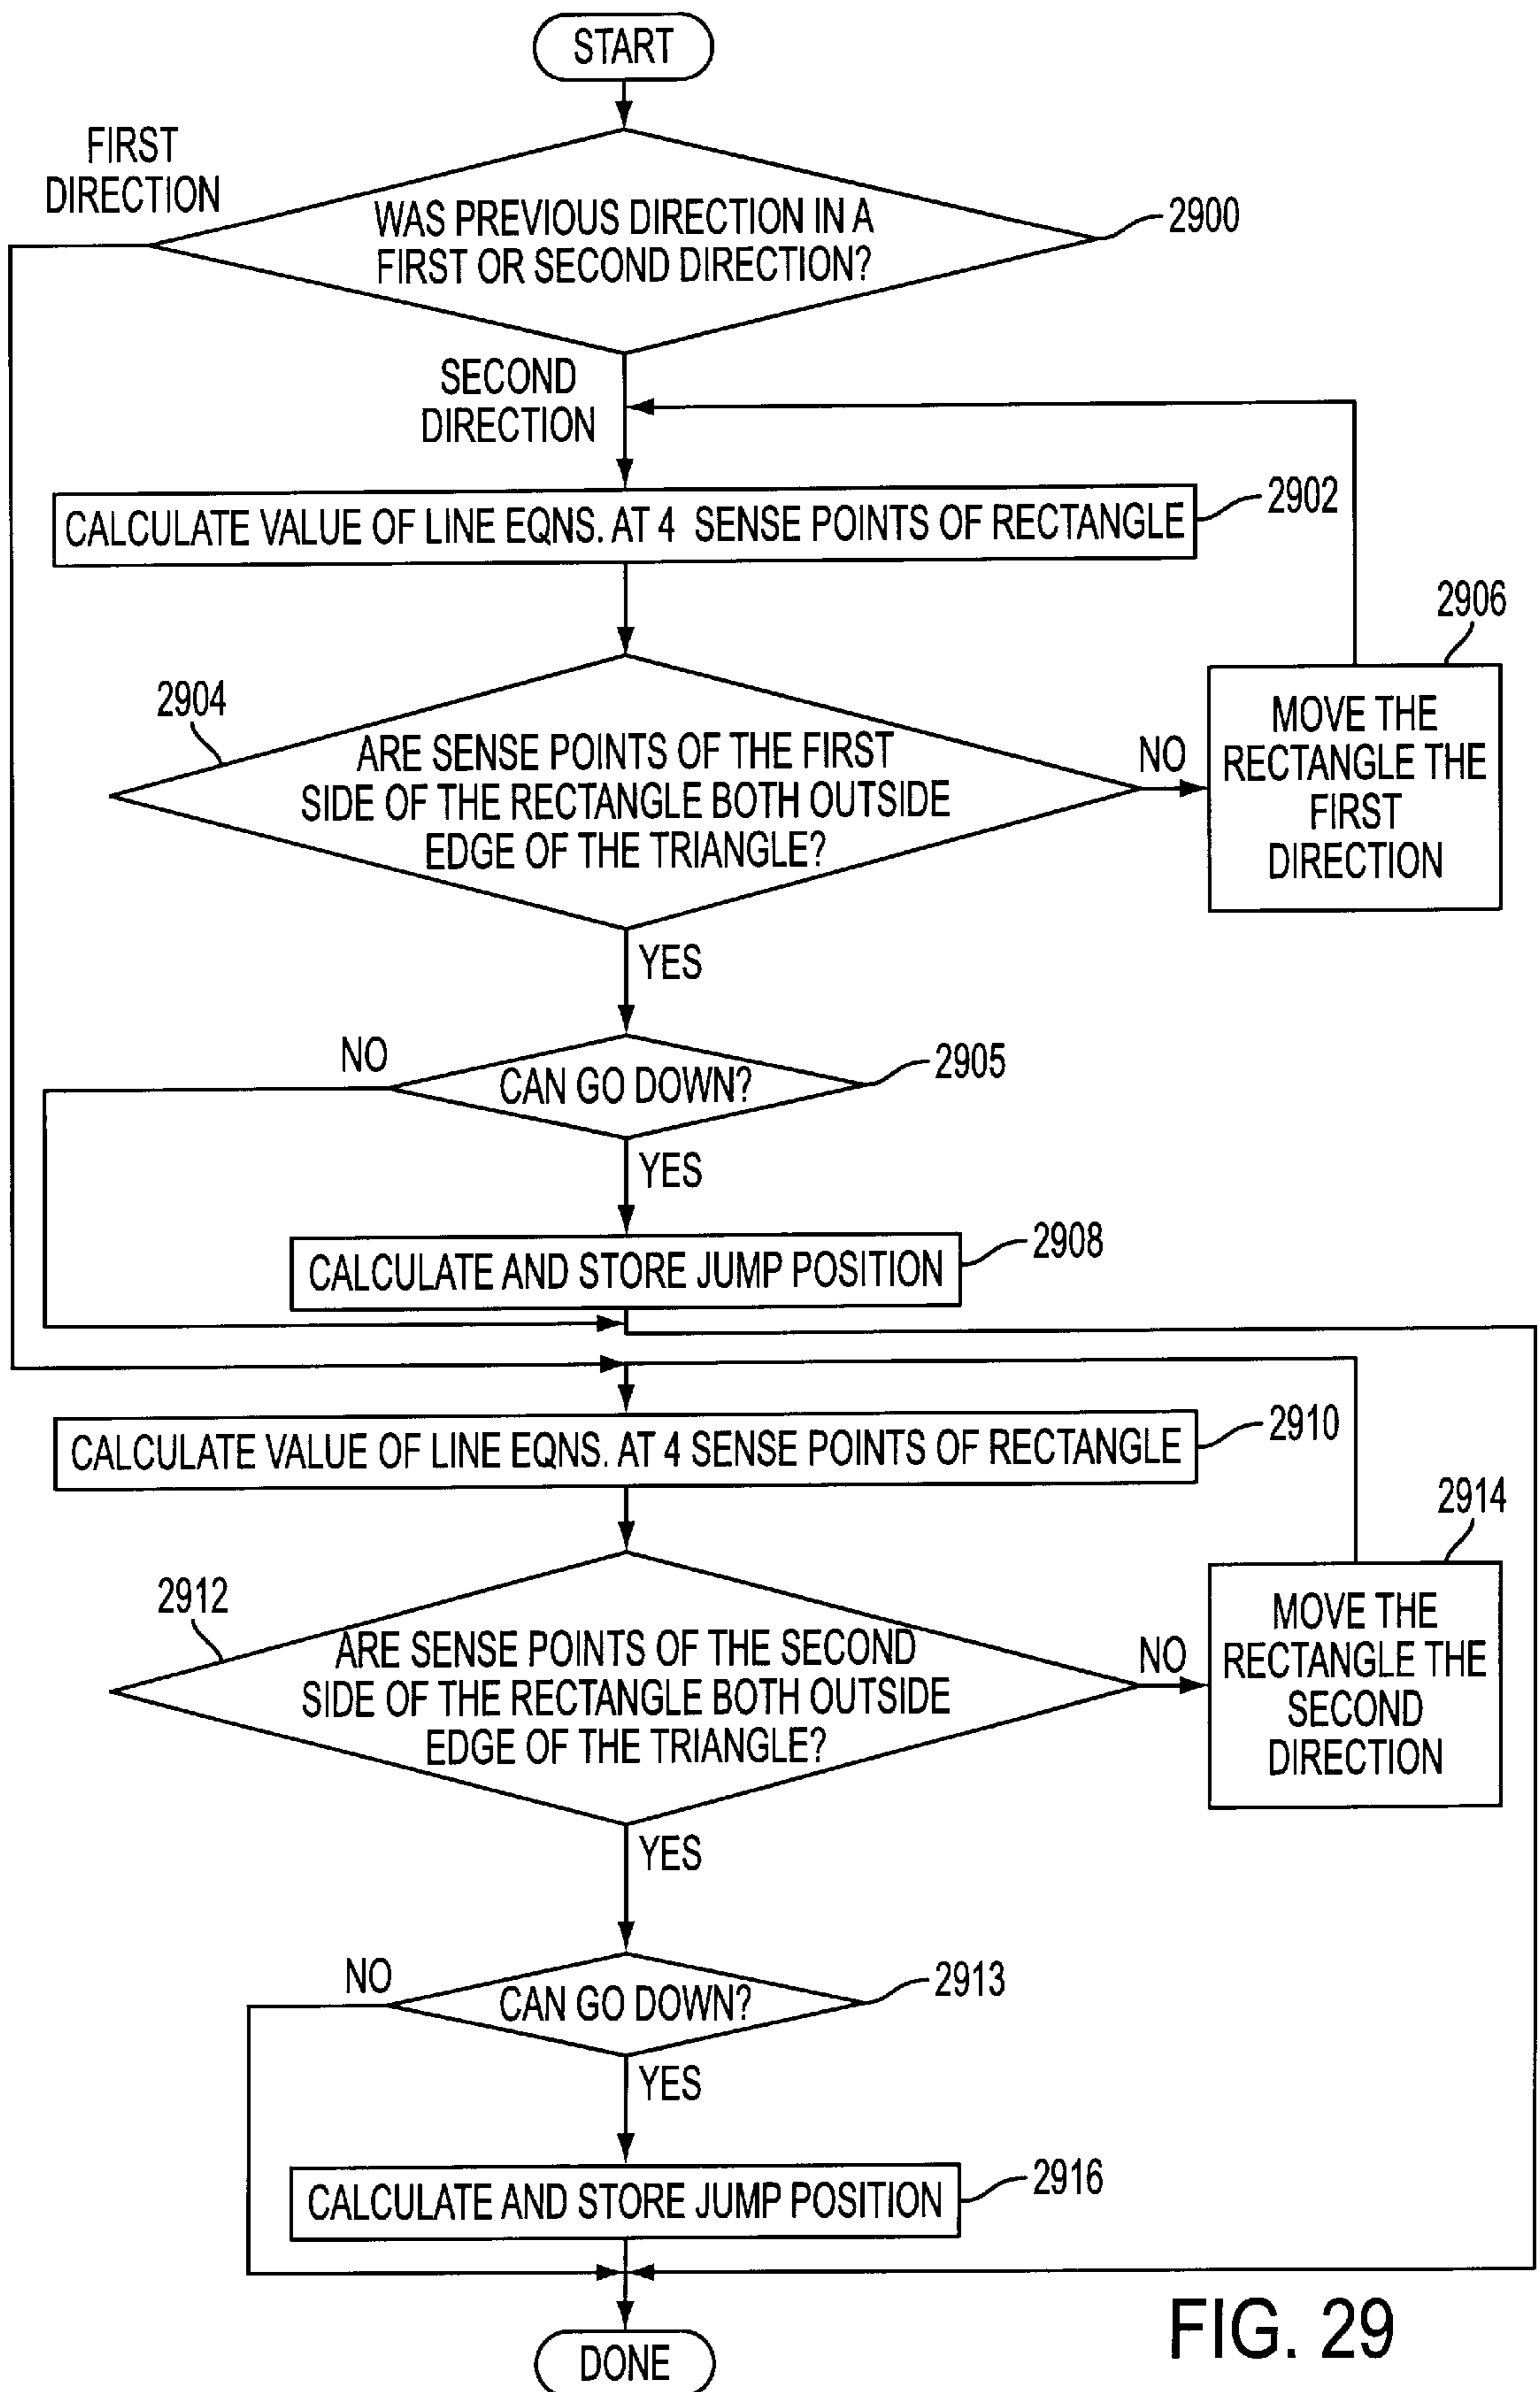 START
FIRST
DIRECTION
WAS PREVIOUS DIRECTION IN A
FIRST OR SECOND DIRECTION?
2900
SECOND
DIRECTION
2902
CALCULATE VALUE OF LINE EQNS. AT 4 SENSE POINTS OF RECTANGLE
2906
2904
ARE SENSE POINTS OF THE FIRST
SIDE OF THE RECTANGLE BOTH OUTSIDE
EDGE OF THE TRIANGLE?
NO
MOVE THE
RECTANGLE THE
FIRST
DIRECTION
YES
NO
CAN GO DOWN?
2905
YES
2908
CALCULATE AND STORE JUMP POSITION
2910
CALCULATE VALUE OF LINE EQNS. AT 4 SENSE POINTS OF RECTANGLE
2914
2912
ARE SENSE POINTS OF THE SECOND
SIDE OF THE RECTANGLE BOTH OUTSIDE
EDGE OF THE TRIANGLE?
NO
MOVE THE
RECTANGLE THE
SECOND
DIRECTION
YES
NO
CAN GO DOWN?
2913
YES
2916
CALCULATE AND STORE JUMP POSITION
DONE
FIG. 29